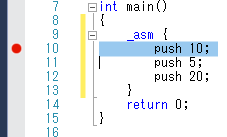 7 int main()
8 {
9 _asm {
10 push 10;
11 push 5;
12 push 20;
13 }
14 return 0;
15 }
16